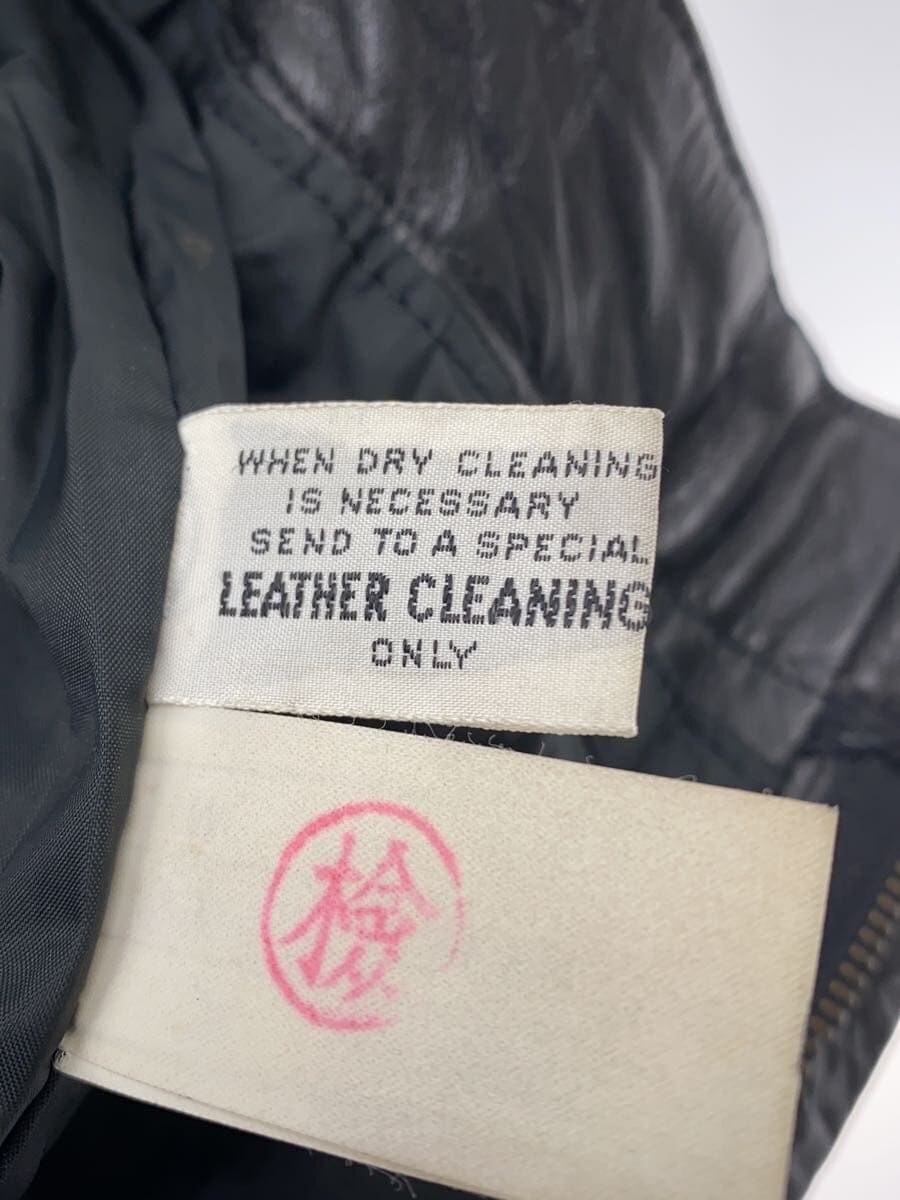 WHEN DRY CLEANING
IS NECESSARY
SEND TO A SPECIAL
LEATHER CLEANING
ONLY
検